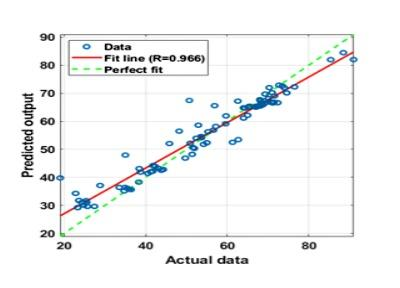 90
80
70
60
50
40
30
20
Predicted output
Data
Fit line (R=0.966)
Perfect fit
20
40
60
80
Actual data